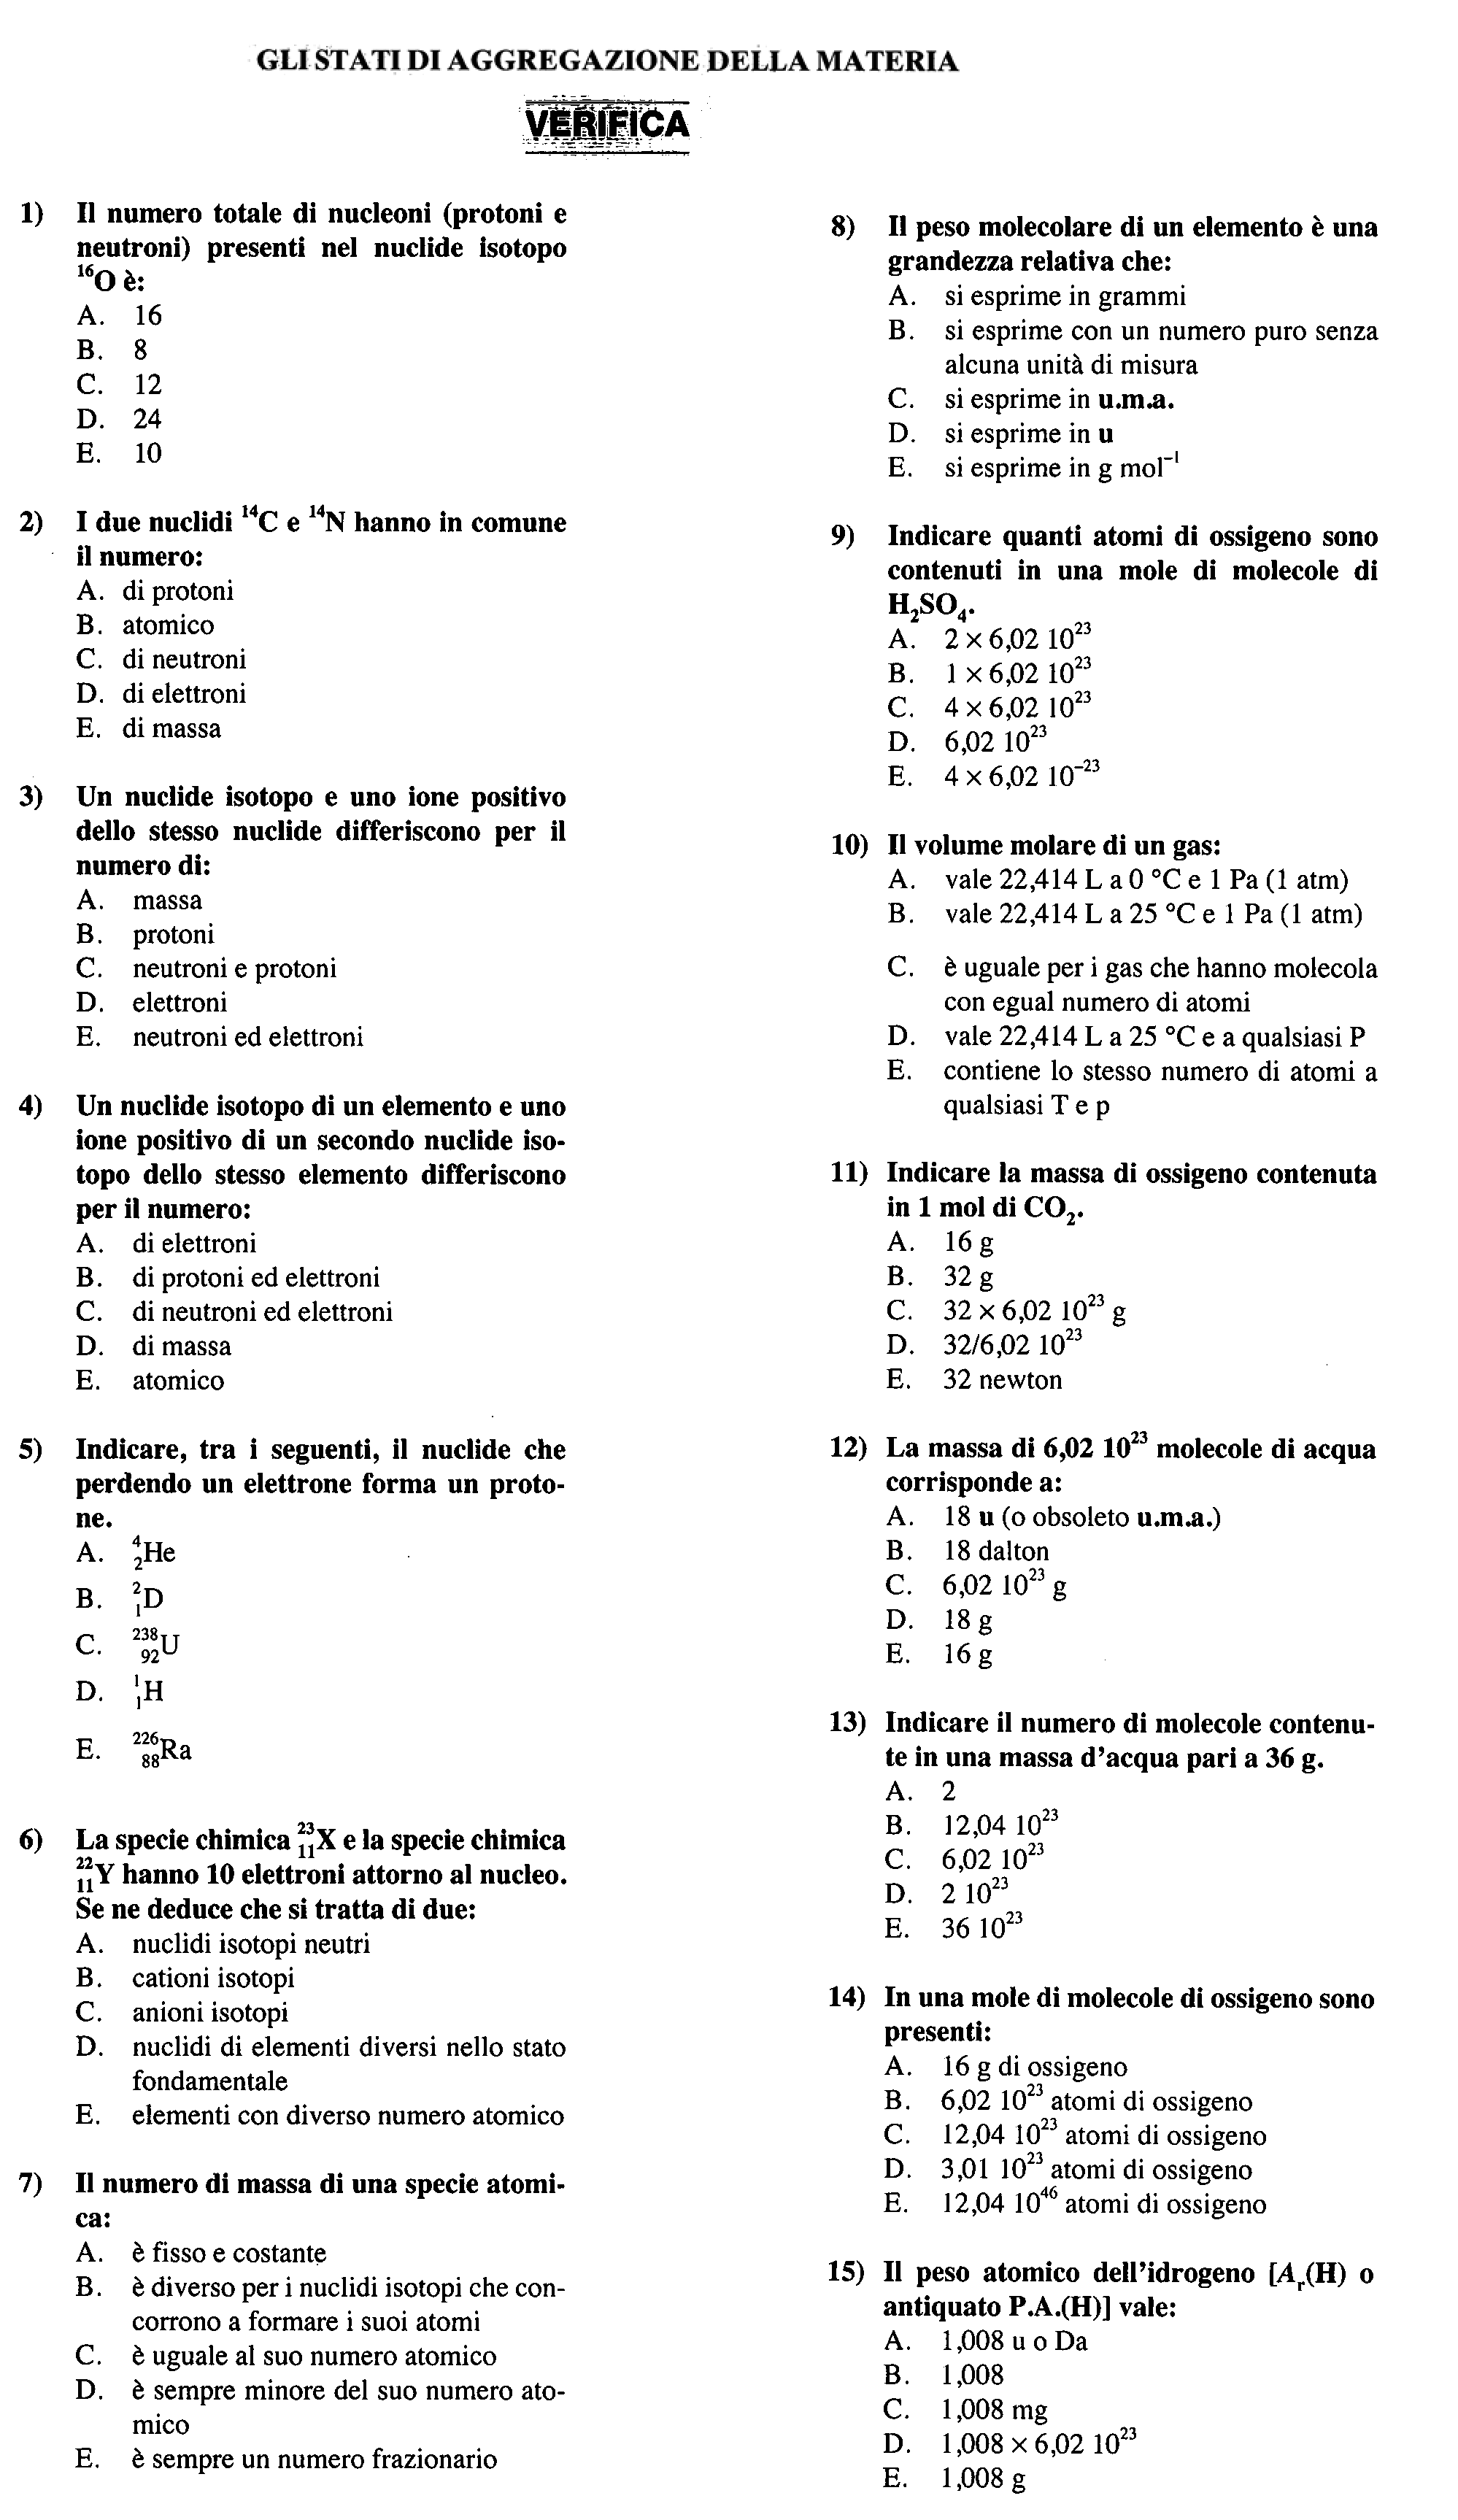 GLI STATI DI AGGREGAZIONE DELLA MATERIA
VERIFICA
1) Il numero totale di nucleoni (protoni e
neutroni) presenti nel nuclide isotopo
¹⁶O è:
A. 16
B. 8
C. 12
D. 24
E. 10
2) I due nuclidi ¹⁴C e ¹⁴N hanno in comune
il numero:
A. di protoni
B. atomico
C. di neutroni
D. di elettroni
E. di massa
3) Un nuclide isotopo e uno ione positivo
dello stesso nuclide differiscono per il
numero di:
A. massa
B. protoni
C. neutroni e protoni
D. elettroni
E. neutroni ed elettroni
4) Un nuclide isotopo di un elemento e uno
ione positivo di un secondo nuclide iso-
topo dello stesso elemento differiscono
per il numero:
A. di elettroni
B. di protoni ed elettroni
C. di neutroni ed elettroni
D. di massa
E. atomico
5) Indicare, tra i seguenti, il nuclide che
perdendo un elettrone forma un proto-
ne.
A. ⁴₂He
B. ²₁D
C. ²³⁸₉₂U
D. ¹₁H
E. ²²⁶₈₈Ra
6) La specie chimica ²³₁₁X e la specie chimica
²²₁₁Y hanno 10 elettroni attorno al nucleo.
Se ne deduce che si tratta di due:
A. nuclidi isotopi neutri
B. cationi isotopi
C. anioni isotopi
D. nuclidi di elementi diversi nello stato
fondamentale
E. elementi con diverso numero atomico
7) Il numero di massa di una specie atomi-
ca:
A. è fisso e costante
B. è diverso per i nuclidi isotopi che con-
corrono a formare i suoi atomi
C. è uguale al suo numero atomico
D. è sempre minore del suo numero ato-
mico
E. è sempre un numero frazionario
8) Il peso molecolare di un elemento è una
grandezza relativa che:
A. si esprime in grammi
B. si esprime con un numero puro senza
alcuna unità di misura
C. si esprime in u.m.a.
D. si esprime in u
E. si esprime in g mol⁻¹
9) Indicare quanti atomi di ossigeno sono
contenuti in una mole di molecole di
H₂SO₄.
A. 2 × 6,02 10²³
B. 1 × 6,02 10²³
C. 4 × 6,02 10²³
D. 6,02 10²³
E. 4 × 6,02 10⁻²³
10) Il volume molare di un gas:
A. vale 22,414 L a 0 °C e 1 Pa (1 atm)
B. vale 22,414 L a 25 °C e 1 Pa (1 atm)
C. è uguale per i gas che hanno molecola
con egual numero di atomi
D. vale 22,414 L a 25 °C e a qualsiasi P
E. contiene lo stesso numero di atomi a
qualsiasi T e p
11) Indicare la massa di ossigeno contenuta
in 1 mol di CO₂.
A. 16 g
B. 32 g
C. 32 × 6,02 10²³ g
D. 32/6,02 10²³
E. 32 newton
12) La massa di 6,02 10²³ molecole di acqua
corrisponde a:
A. 18 u (o obsoleto u.m.a.)
B. 18 dalton
C. 6,02 10²³ g
D. 18 g
E. 16 g
13) Indicare il numero di molecole contenu-
te in una massa d'acqua pari a 36 g.
A. 2
B. 12,04 10²³
C. 6,02 10²³
D. 2 10²³
E. 36 10²³
14) In una mole di molecole di ossigeno sono
presenti:
A. 16 g di ossigeno
B. 6,02 10²³ atomi di ossigeno
C. 12,04 10²³ atomi di ossigeno
D. 3,01 10²³ atomi di ossigeno
E. 12,04 10⁴⁶ atomi di ossigeno
15) Il peso atomico dell'idrogeno [Aᵣ(H) o
antiquato P.A.(H)] vale:
A. 1,008 u o Da
B. 1,008
C. 1,008 mg
D. 1,008 × 6,02 10²³
E. 1,008 g